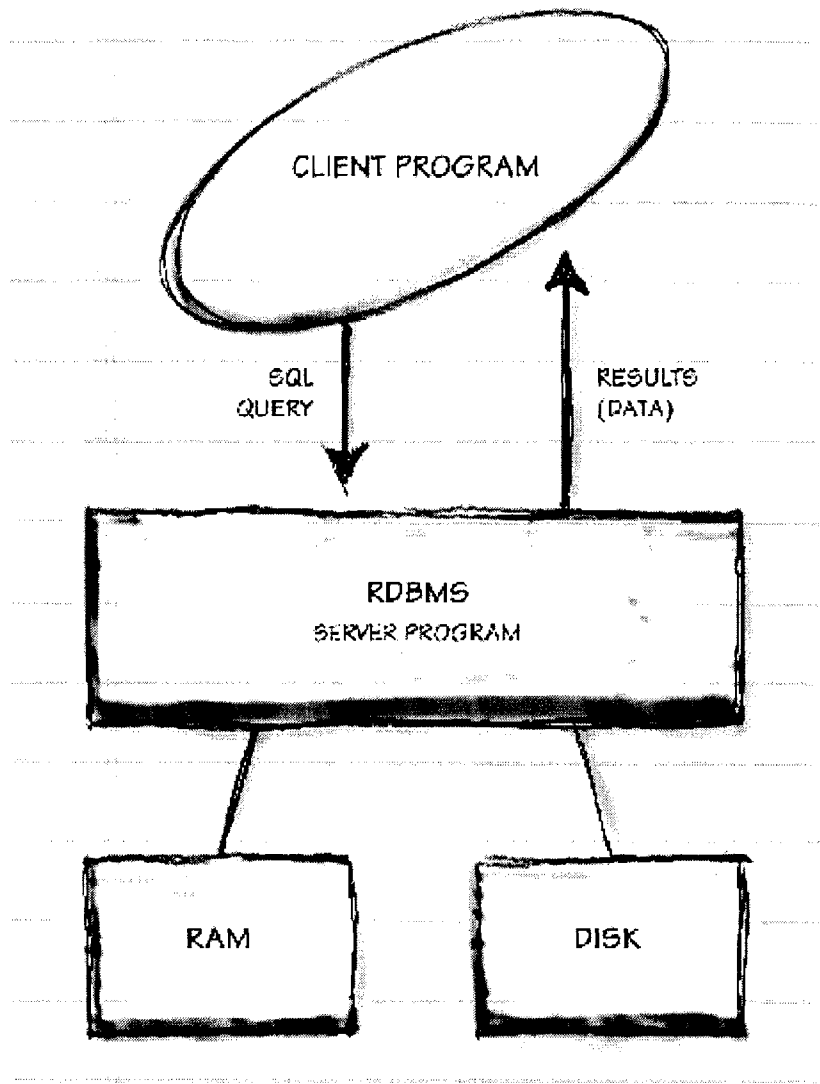 CLIENT PROGRAM
SQL
QUERY
RESULTS
(DATA)
RDBMS
SERVER PROGRAM
RAM
DISK